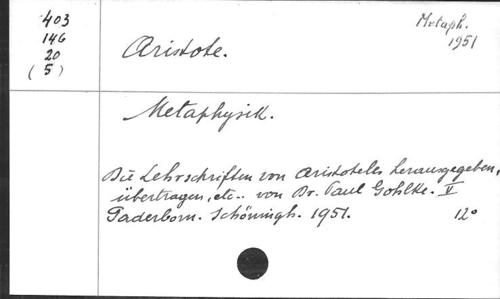 403
146
20
(5)
Metaph.
1951
Aristote.
Metaphysik.
Die Lehrschriften von Aristoteles herausgegeben,
übertragen, etc.. von Dr. Paul Gohlke. V
Paderborn. Schöningh. 1951. 12°